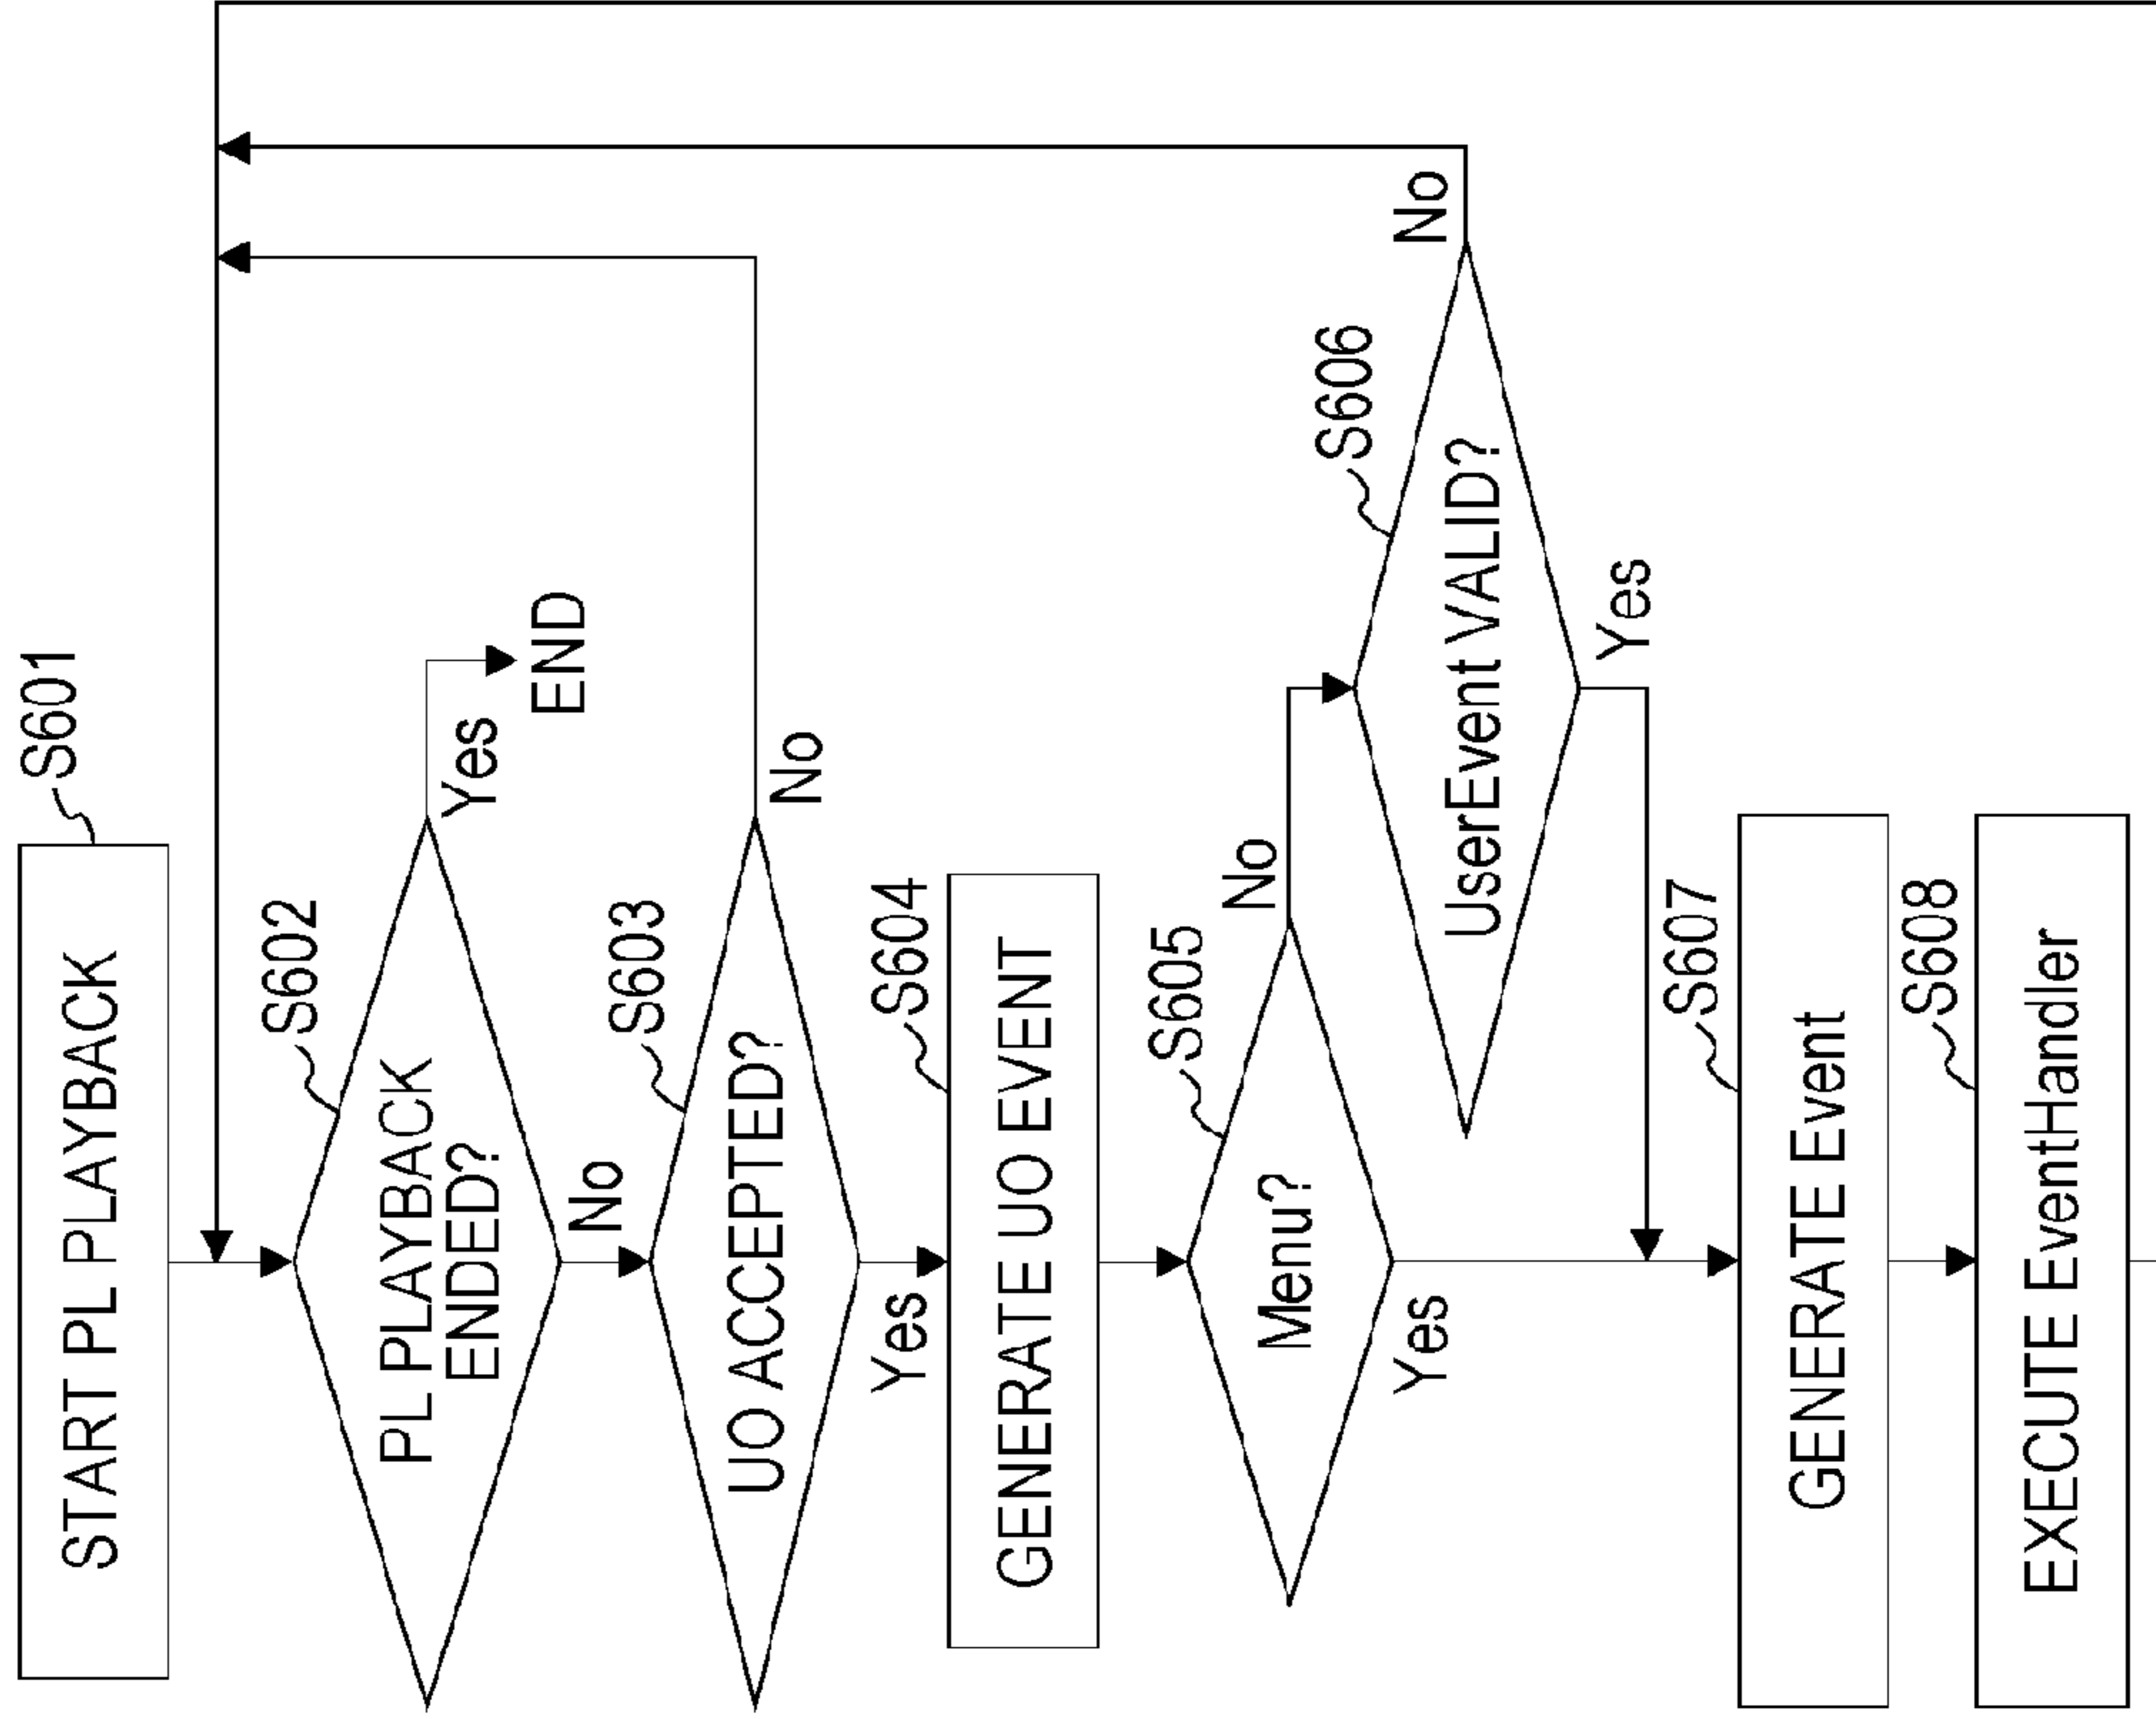 START PL PLAYBACK
S601
PL PLAYBACK
ENDED?
S602
Yes
END
No
UO ACCEPTED?
S603
No
Yes
GENERATE UO EVENT
S604
Menu?
S605
No
Yes
UserEvent VALID?
S606
No
Yes
GENERATE Event
S607
EXECUTE EventHandler
S608